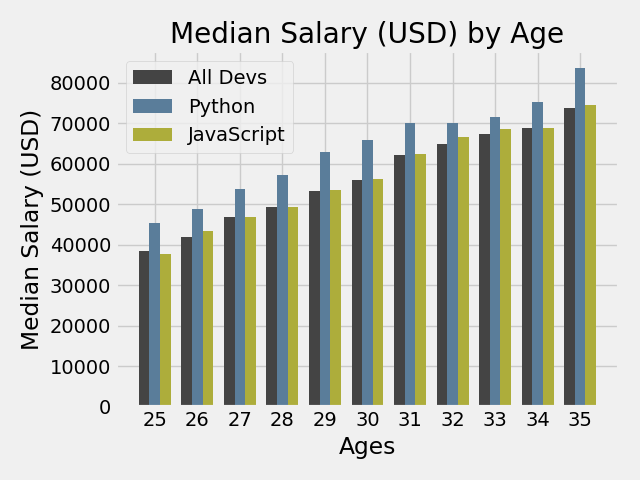 Median Salary (USD) by Age
All Devs
Python
JavaScript
Median Salary (USD)
80000
70000
60000
50000
40000
30000
20000
10000
0
25 26 27 28 29 30 31 32 33 34 35
Ages